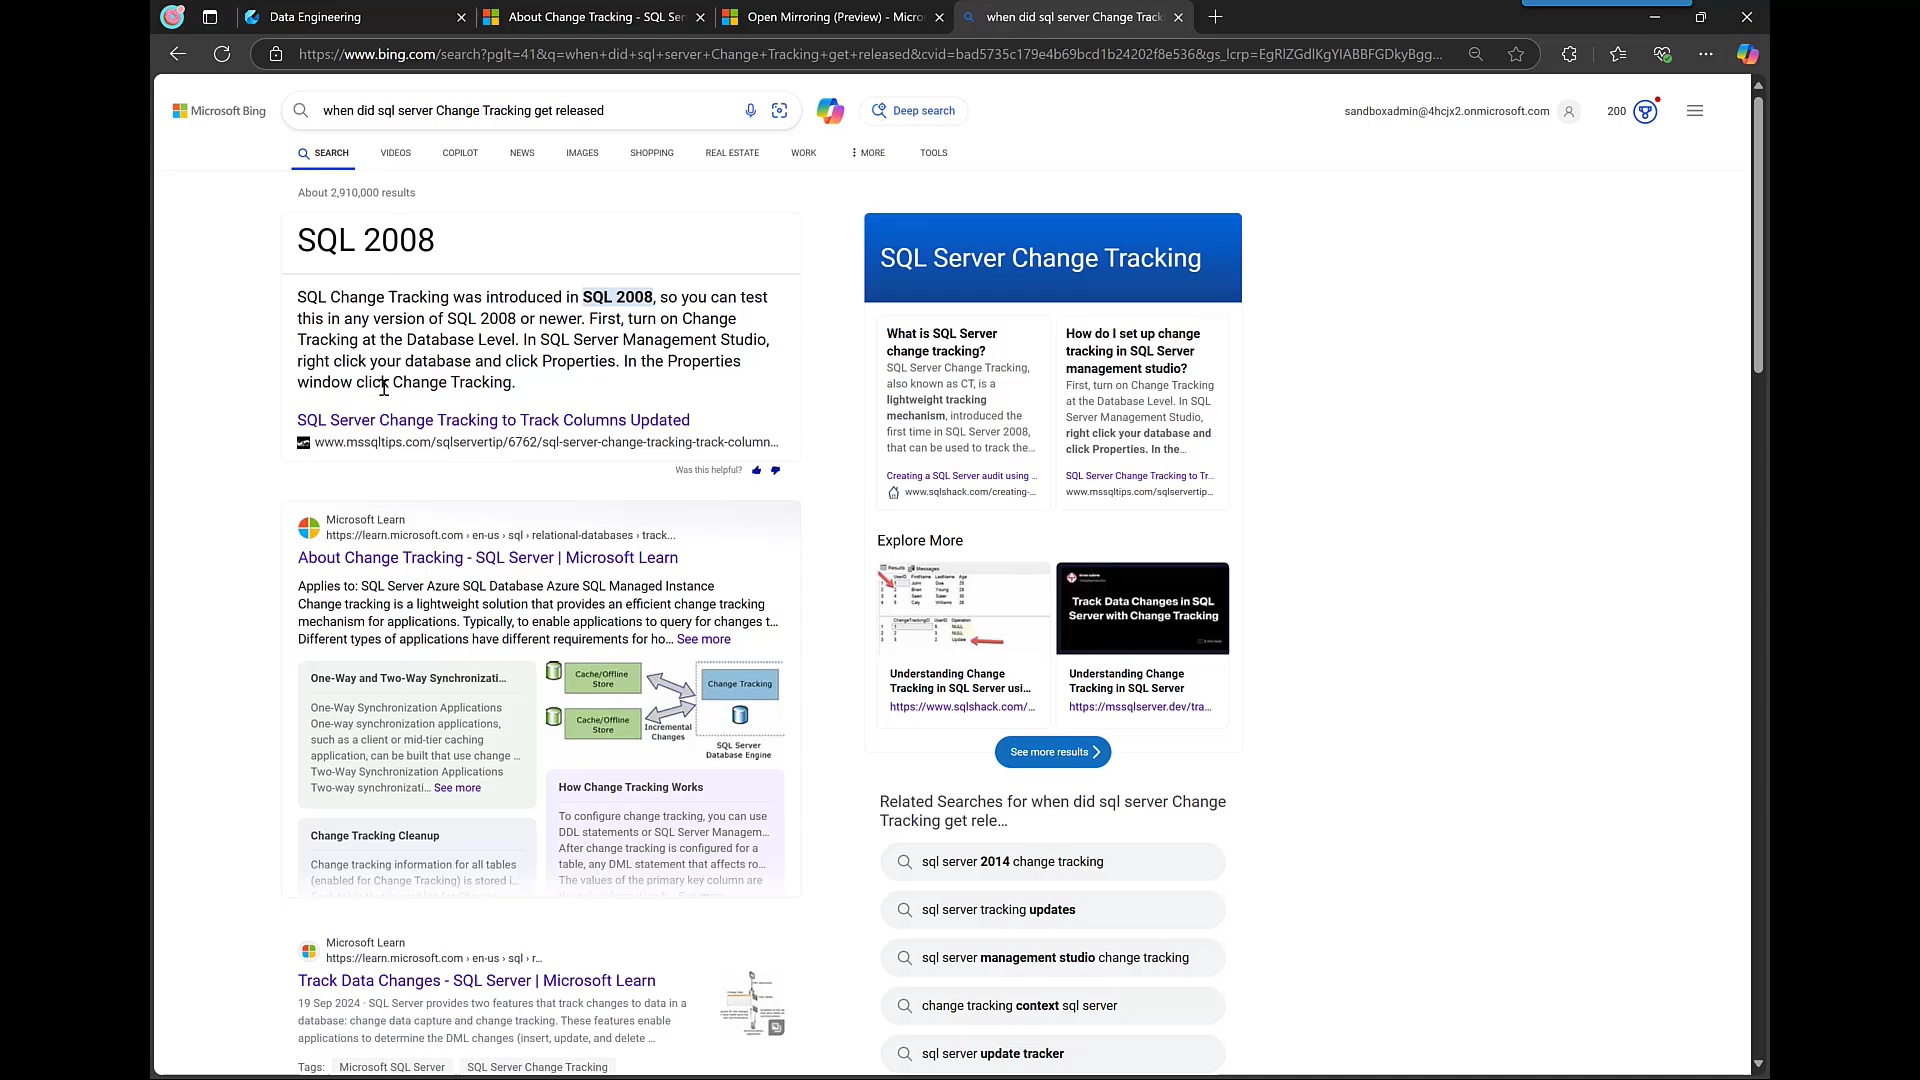 Data Engineering
About Change Tracking - SQL Ser
Open Mirroring (Preview) - Micros
when did sql server Change Track
https://www.bing.com/search?pglt=41&q=when+did+sql+server+Change+Tracking+get+released&cvid=bad5735c179e4b69bcd1b24202f8e536&gs_lcrp=EgRlZGdlKgYIABBFGDkyBgg...
Microsoft Bing
when did sql server Change Tracking get released
Deep search
sandboxadmin@4hcjx2.onmicrosoft.com
200
SEARCH
VIDEOS
COPILOT
NEWS
IMAGES
SHOPPING
REAL ESTATE
WORK
MORE
TOOLS
About 2,910,000 results
SQL 2008
SQL Change Tracking was introduced in SQL 2008, so you can test
this in any version of SQL 2008 or newer. First, turn on Change
Tracking at the Database Level. In SQL Server Management Studio,
right click your database and click Properties. In the Properties
window click Change Tracking.
SQL Server Change Tracking to Track Columns Updated
www.mssqltips.com/sqlservertip/6762/sql-server-change-tracking-track-column...
Was this helpful?
Microsoft Learn
https://learn.microsoft.com › en-us › sql › relational-databases › track...
About Change Tracking - SQL Server | Microsoft Learn
Applies to: SQL Server Azure SQL Database Azure SQL Managed Instance
Change tracking is a lightweight solution that provides an efficient change tracking
mechanism for applications. Typically, to enable applications to query for changes t...
Different types of applications have different requirements for ho... See more
One-Way and Two-Way Synchronizati...
One-Way Synchronization Applications
One-way synchronization applications,
such as a client or mid-tier caching
application, can be built that use change ...
Two-Way Synchronization Applications
Two-way synchronizati... See more
Change Tracking Cleanup
Change tracking information for all tables
(enabled for Change Tracking) is stored i...
Cache/Offline
Store
Cache/Offline
Store
Change Tracking
Incremental
Changes
SQL Server
Database Engine
How Change Tracking Works
To configure change tracking, you can use
DDL statements or SQL Server Managem...
After change tracking is configured for a
table, any DML statement that affects ro...
The values of the primary key column are
Microsoft Learn
https://learn.microsoft.com › en-us › sql › r...
Track Data Changes - SQL Server | Microsoft Learn
19 Sep 2024 · SQL Server provides two features that track changes to data in a
database: change data capture and change tracking. These features enable
applications to determine the DML changes (insert, update, and delete ...
Tags:
Microsoft SQL Server
SQL Server Change Tracking
SQL Server Change Tracking
What is SQL Server
change tracking?
SQL Server Change Tracking,
also known as CT, is a
lightweight tracking
mechanism, introduced the
first time in SQL Server 2008,
that can be used to track the...
Creating a SQL Server audit using ...
www.sqlshack.com/creating-...
How do I set up change
tracking in SQL Server
management studio?
First, turn on Change Tracking
at the Database Level. In SQL
Server Management Studio,
right click your database and
click Properties. In the...
SQL Server Change Tracking to Tr...
www.mssqltips.com/sqlservertip...
Explore More
Results
Messages
Track Data Changes in SQL
Server with Change Tracking
Understanding Change
Tracking in SQL Server usi...
https://www.sqlshack.com/...
Understanding Change
Tracking in SQL Server
https://mssqlserver.dev/tra...
See more results
Related Searches for when did sql server Change
Tracking get rele...
sql server 2014 change tracking
sql server tracking updates
sql server management studio change tracking
change tracking context sql server
sql server update tracker